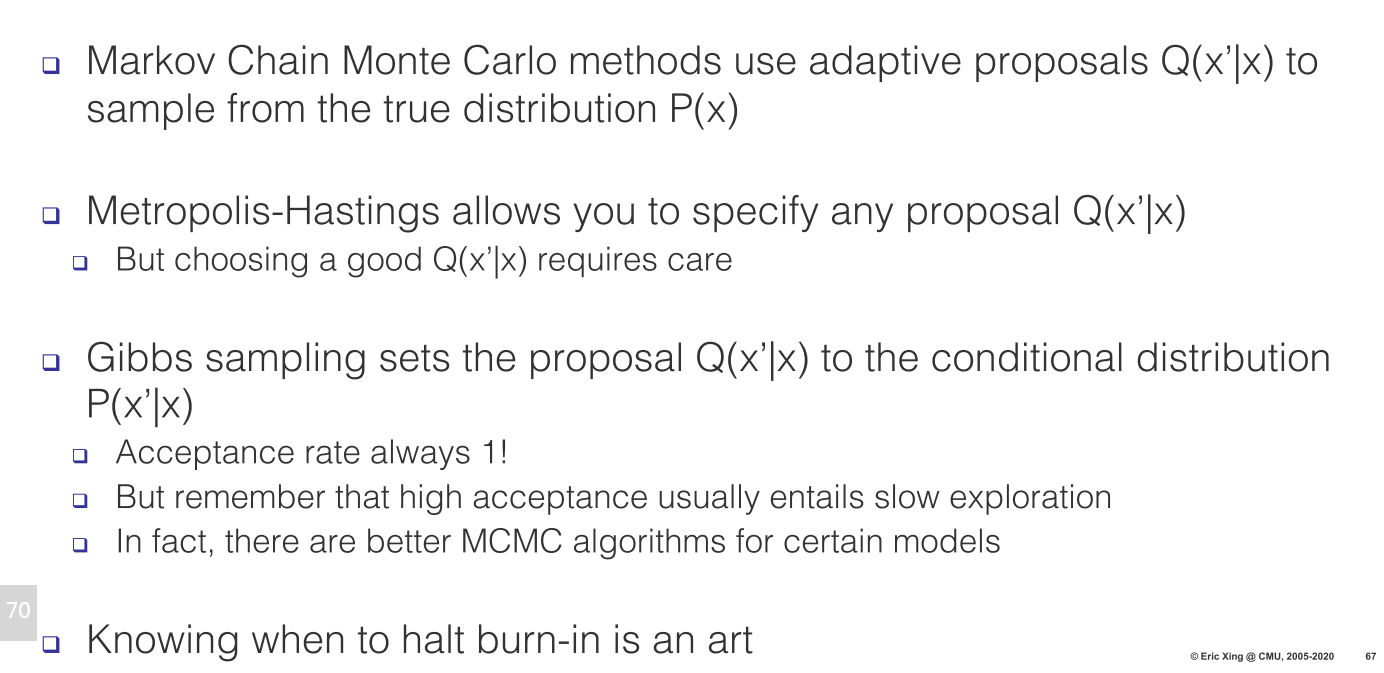 ❑ Markov Chain Monte Carlo methods use adaptive proposals Q(x’|x) to
sample from the true distribution P(x)
❑ Metropolis-Hastings allows you to specify any proposal Q(x’|x)
❑ But choosing a good Q(x’|x) requires care
❑ Gibbs sampling sets the proposal Q(x’|x) to the conditional distribution
P(x’|x)
❑ Acceptance rate always 1!
❑ But remember that high acceptance usually entails slow exploration
❑ In fact, there are better MCMC algorithms for certain models
70
❑ Knowing when to halt burn-in is an art
© Eric Xing @ CMU, 2005-2020 67